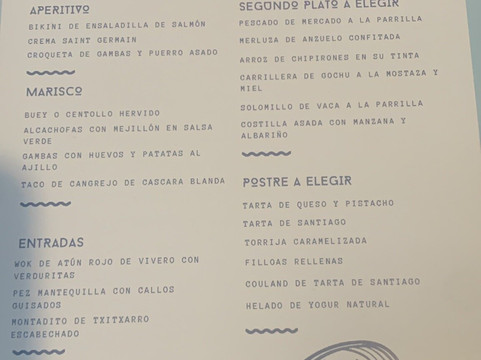 APERITIVO
BIKINI DE ENSALADILLA DE SALMÓN
CREMA SAINT GERMAIN
CROQUETA DE GAMBAS Y PUERRO ASADO
MARISCO
BUEY O CENTOLLO HERVIDO
ALCACHOFAS CON MEJILLÓN EN SALSA
VERDE
GAMBAS CON HUEVOS Y PATATAS AL
AJILLO
TACO DE CANGREJO DE CASCARA BLANDA
ENTRADAS
WOK DE ATÚN ROJO DE VIVERO CON
VERDURITAS
PEZ MANTEQUILLA CON CALLOS
GUISADOS
MONTADITO DE TXITXARRO
ESCABECHADO
SEGONDO PLATO A ELEGIR
PESCADO DE MERCADO A LA PARRILLA
MERLUZA DE ANZUELO CONFITADA
ARROZ DE CHIPIRONES EN SU TINTA
CARRILLERA DE GOCHU A LA MOSTAZA Y
MIEL
SOLOMILLO DE VACA A LA PARRILLA
COSTILLA ASADA CON MANZANA Y
ALBARIÑO
POSTRE A ELEGIR
TARTA DE QUESO Y PISTACHO
TARTA DE SANTIAGO
TORRIJA CARAMELIZADA
FILLOAS RELLENAS
COULAND DE TARTA DE SANTIAGO
HELADO DE YOGUR NATURAL